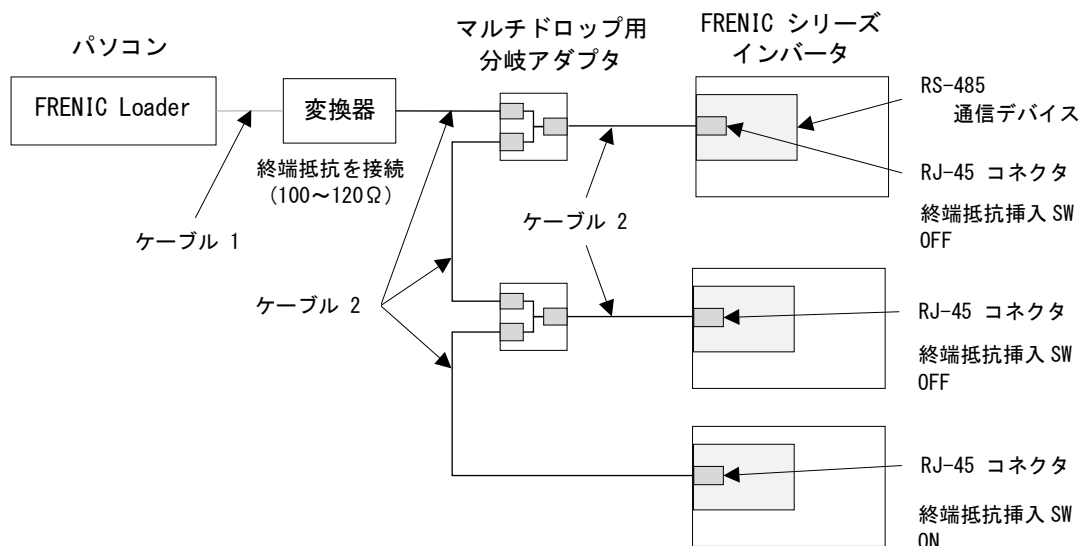 パソコン
マルチドロップ用
分岐アダプタ
FRENIC シリーズ
インバータ
FRENIC Loader
変換器
終端抵抗を接続
(100~120Ω)
ケーブル 1
ケーブル 2
ケーブル 2
RS-485
通信デバイス
RJ-45 コネクタ
終端抵抗挿入 SW
OFF
RJ-45 コネクタ
終端抵抗挿入 SW
OFF
RJ-45 コネクタ
終端抵抗挿入 SW
ON